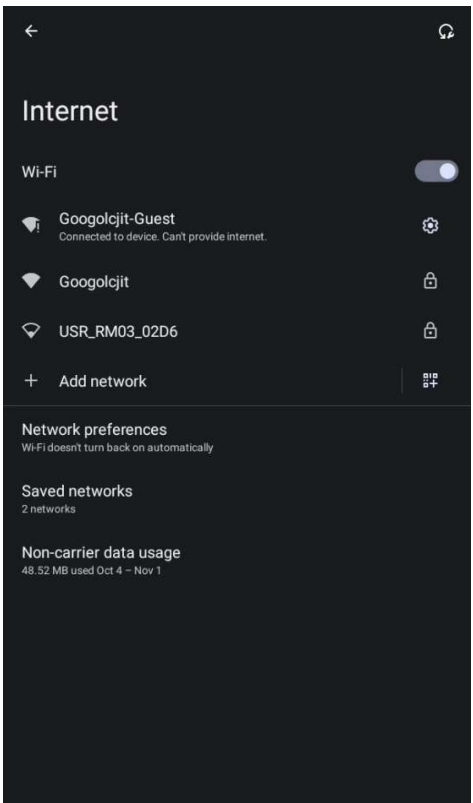 Internet
Wi-Fi
Googolcjit-Guest
Connected to device. Can't provide internet.
Googolcjit
USR_RM03_02D6
Add network
Network preferences
Wi-Fi doesn't turn back on automatically
Saved networks
2 networks
Non-carrier data usage
48.52 MB used Oct 4 – Nov 1